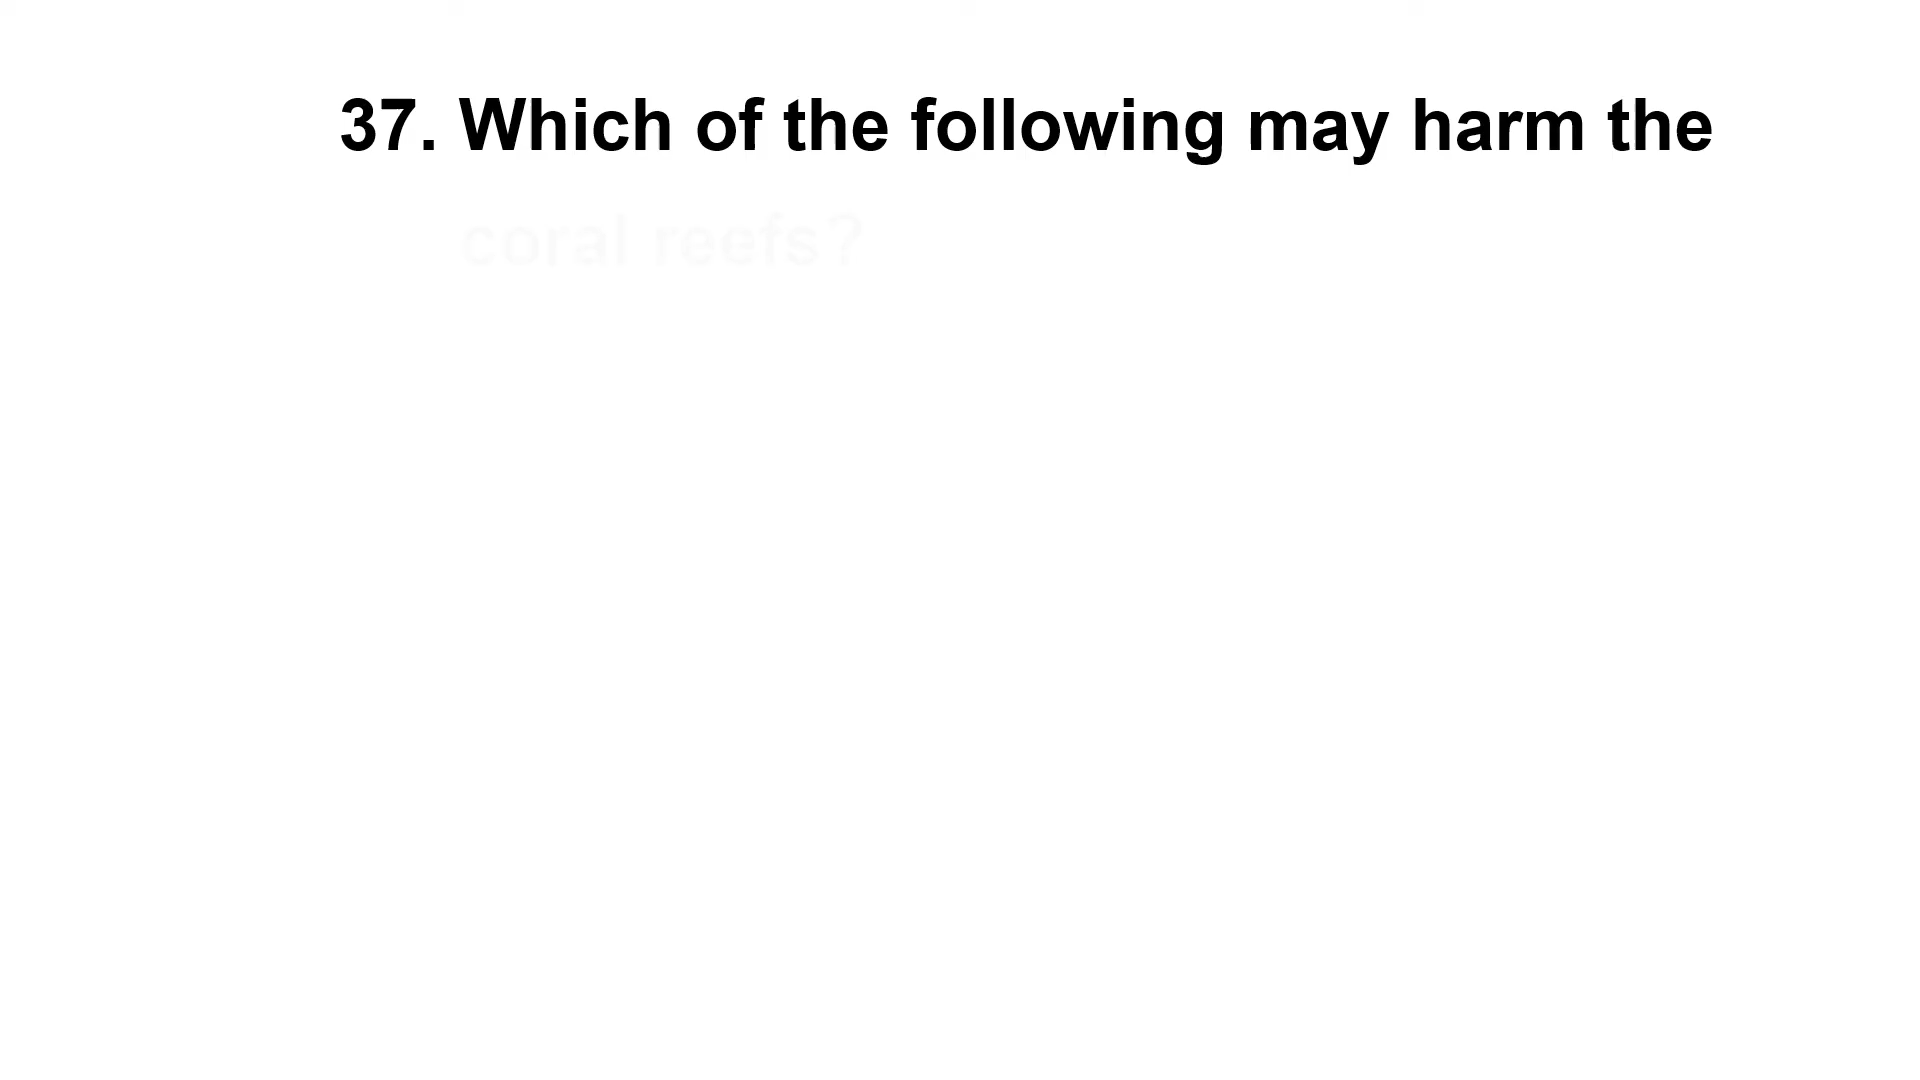 37. Which of the following may harm the
coral reefs?